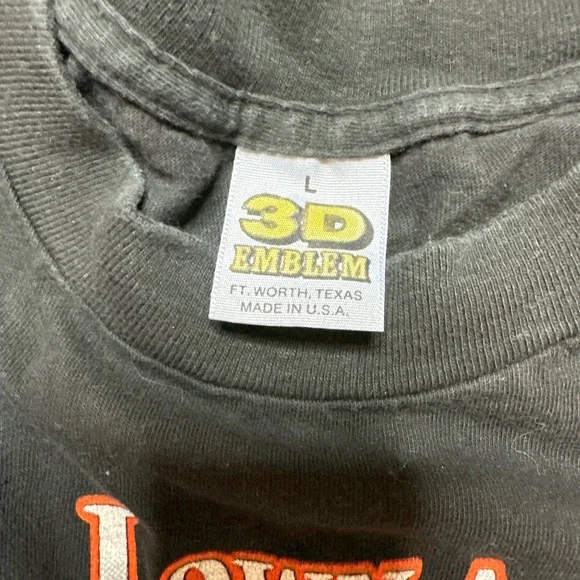 L
3D
EMBLEM
FT. WORTH, TEXAS
MADE IN U.S.A.